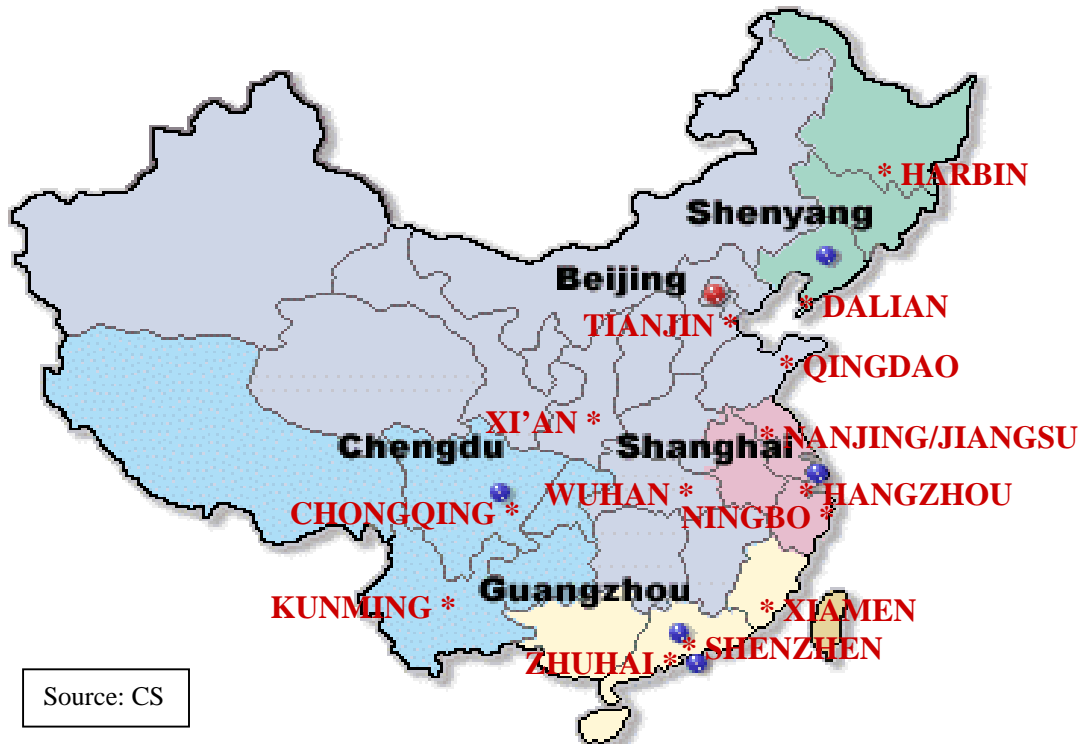 * HARBIN
Shenyang
Beijing
* DALIAN
TIANJIN *
* QINGDAO
XI’AN *
Chengdu
Shanghai
* NANJING/JIANGSU
WUHAN *
* HANGZHOU
CHONGQING *
NINGBO *
Guangzhou
KUNMING *
* XIAMEN
* SHENZHEN
ZHUHAI *
Source: CS